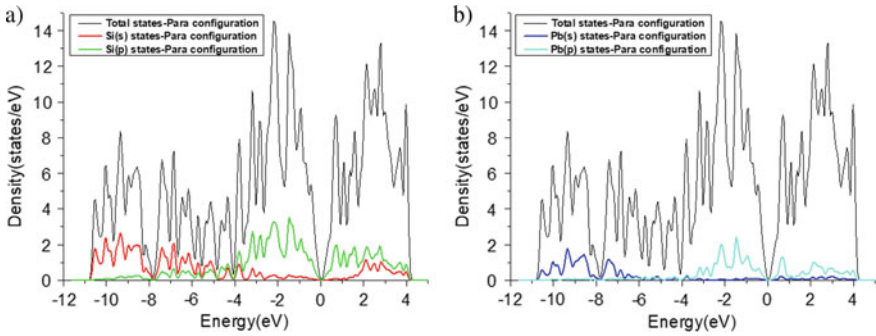 a)
Total states-Para configuration
Si(s) states-Para configuration
Si(p) states-Para configuration
Density(states/eV)
14
12
10
8
6
4
2
0
-12 -10 -8 -6 -4 -2 0 2 4
Energy(eV)
b)
Total states-Para configuration
Pb(s) states-Para configuration
Pb(p) states-Para configuration
Density(states/eV)
14
12
10
8
6
4
2
0
-12 -10 -8 -6 -4 -2 0 2 4
Energy(eV)